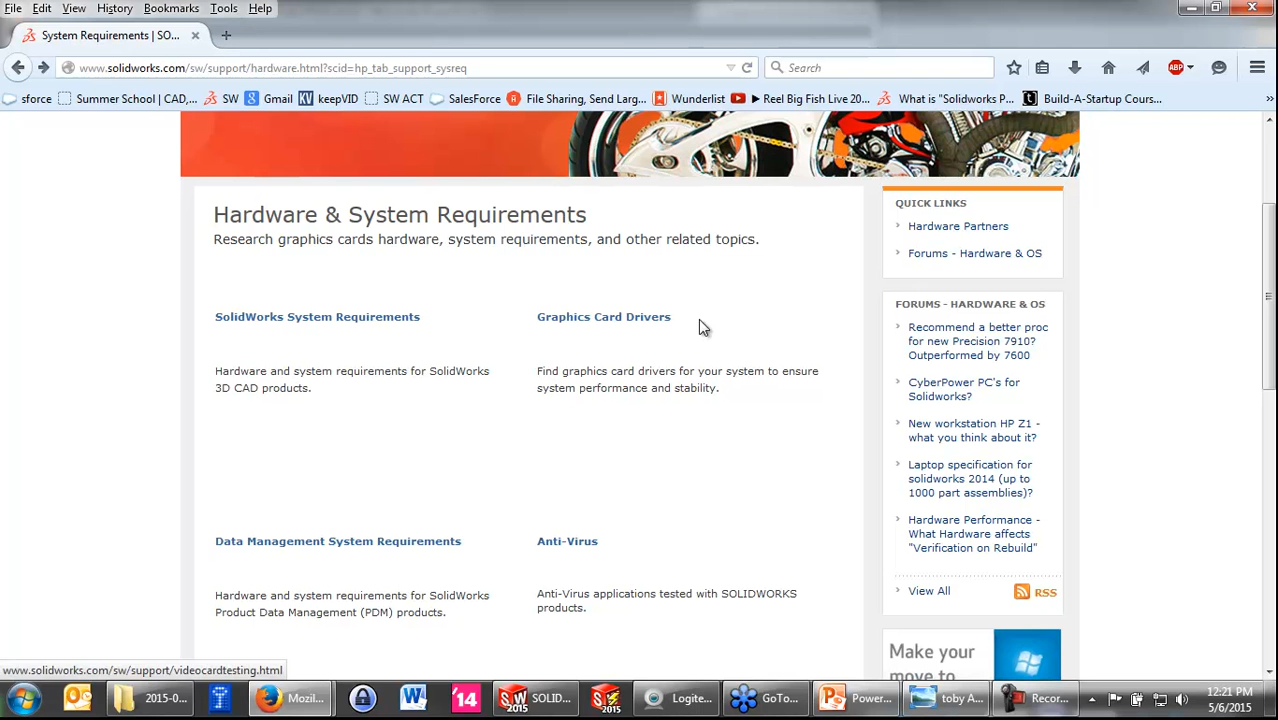 File Edit View History Bookmarks Tools Help
System Requirements | SO...
www.solidworks.com/sw/support/hardware.html?scid=hp_tab_support_sysreq
Search
ABP
sforce Summer School | CAD,... SW Gmail keepVID SW ACT SalesForce File Sharing, Send Larg... Wunderlist ► Reel Big Fish Live 20... What is "Solidworks P... Build-A-Startup Cours...
Hardware & System Requirements
Research graphics cards hardware, system requirements, and other related topics.
SolidWorks System Requirements
Hardware and system requirements for SolidWorks
3D CAD products.
Graphics Card Drivers
Find graphics card drivers for your system to ensure
system performance and stability.
Data Management System Requirements
Hardware and system requirements for SolidWorks
Product Data Management (PDM) products.
Anti-Virus
Anti-Virus applications tested with SOLIDWORKS
products.
QUICK LINKS
Hardware Partners
Forums - Hardware & OS
FORUMS - HARDWARE & OS
Recommend a better proc
for new Precision 7910?
Outperformed by 7600
CyberPower PC's for
Solidworks?
New workstation HP Z1 -
what you think about it?
Laptop specification for
solidworks 2014 (up to
1000 part assemblies)?
Hardware Performance -
What Hardware affects
"Verification on Rebuild"
View All
RSS
Make your
move to
www.solidworks.com/sw/support/videocardtesting.html
2015-0... Mozil... '14 SW 2015 SOLID... 2015 Logite... GoTo... Power... toby A... Recor...
12:21 PM
5/6/2015